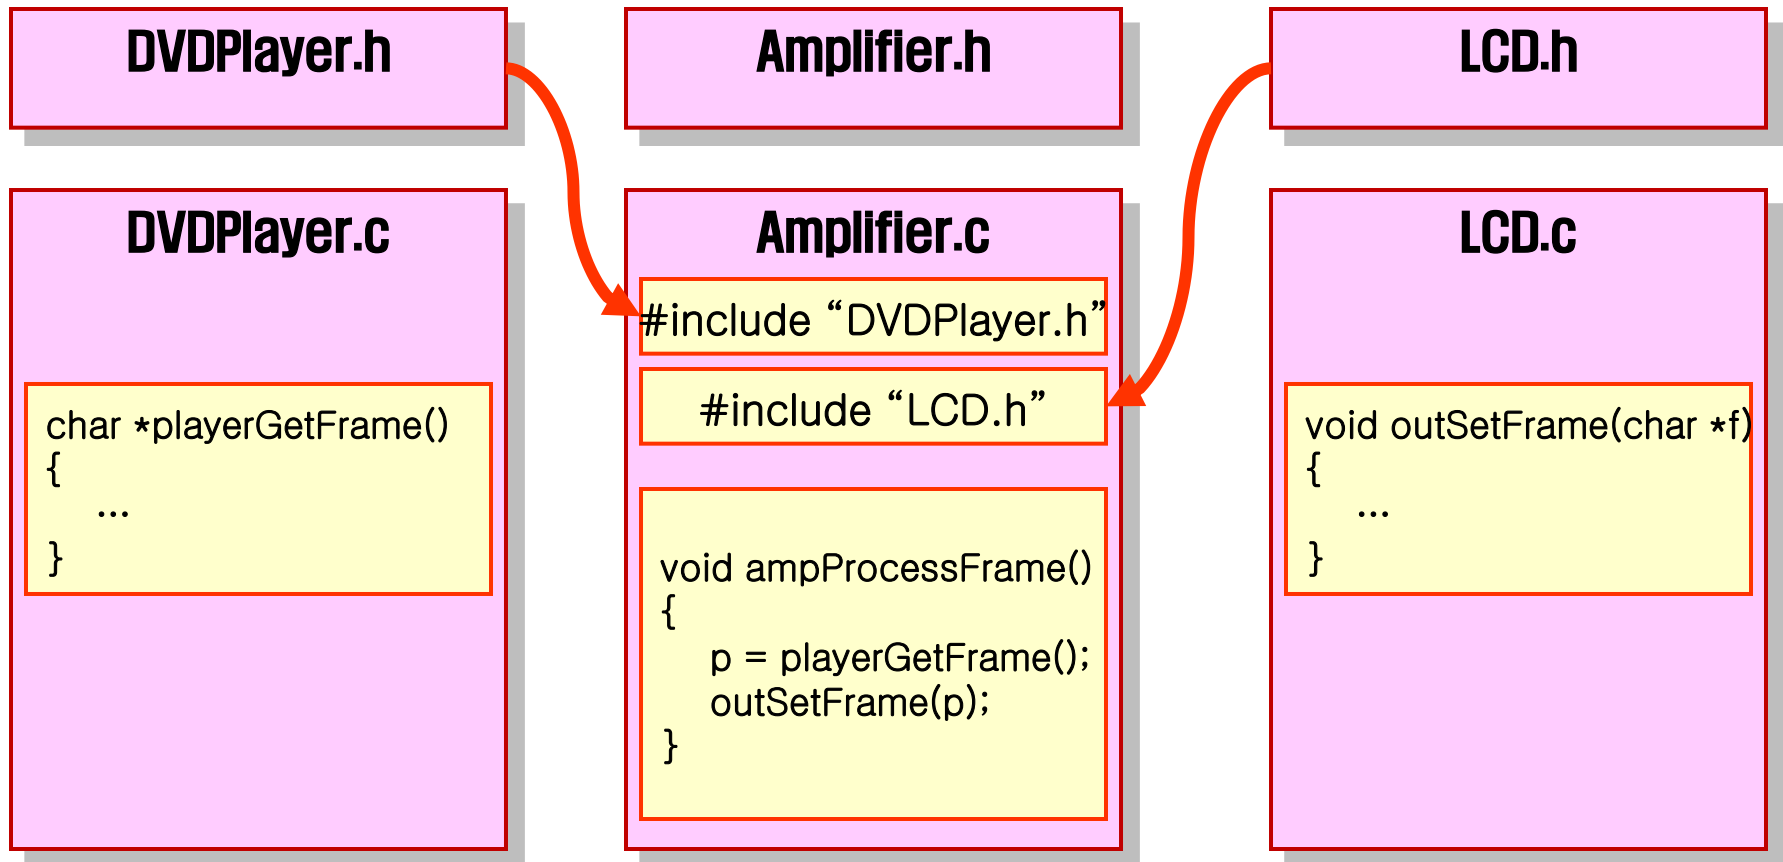 DVDPlayer.h
Amplifier.h
LCD.h
DVDPlayer.c
char *playerGetFrame()
{
...
}
Amplifier.c
#include “DVDPlayer.h”
#include “LCD.h”
void ampProcessFrame()
{
p = playerGetFrame();
outSetFrame(p);
}
LCD.c
void outSetFrame(char *f)
{
...
}